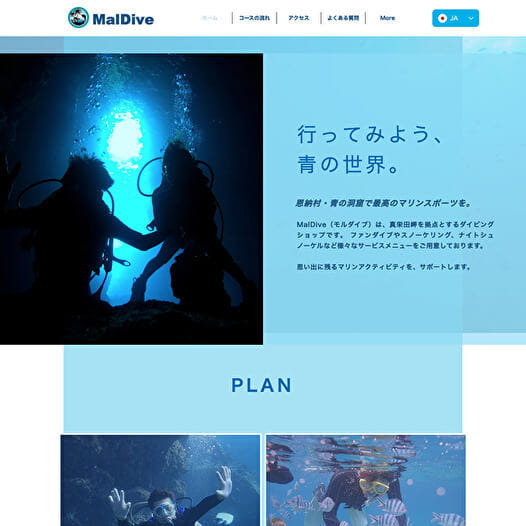 MalDive
ホーム
コースの流れ
アクセス
よくある質問
More
JA
行ってみよう、
青の世界。
恩納村・青の洞窟で最高のマリンスポーツを。
MalDive（モルダイブ）は、真栄田岬を拠点とするダイビング
ショップです。 ファンダイブやスノーケリング、ナイトシュ
ノーケルなど様々なサービスメニューをご用意しております。
思い出に残るマリンアクティビティを、サポートします。
PLAN